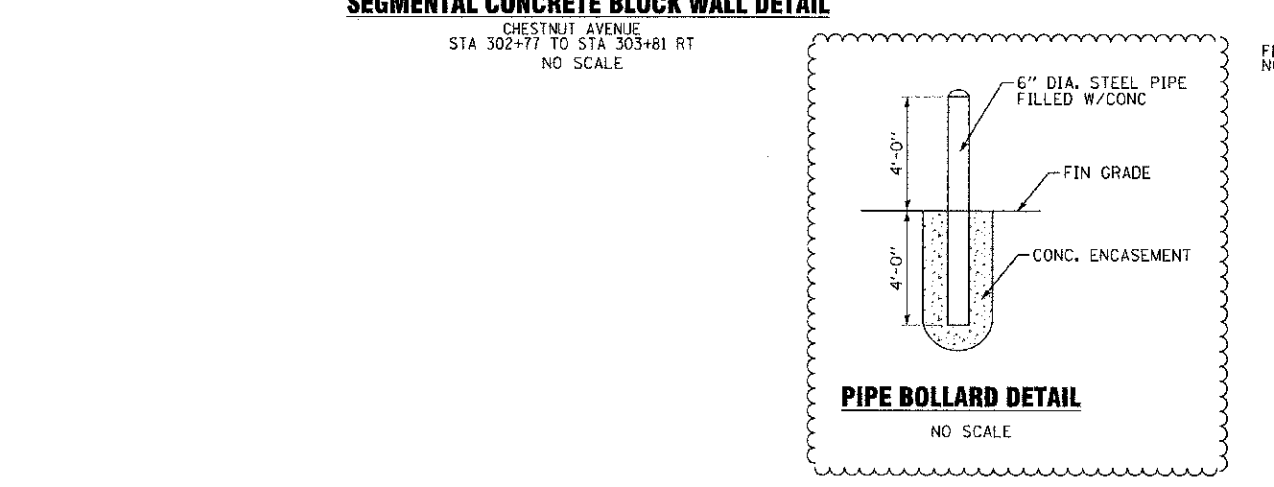 SEGMENTAL CONCRETE BLOCK WALL DETAIL
CHESTNUT AVENUE
STA 302+77 TO STA 303+81 RT
NO SCALE
6" DIA. STEEL PIPE
FILLED W/CONC
4'-0"
FIN GRADE
4'-0"
CONC. ENCASEMENT
PIPE BOLLARD DETAIL
NO SCALE